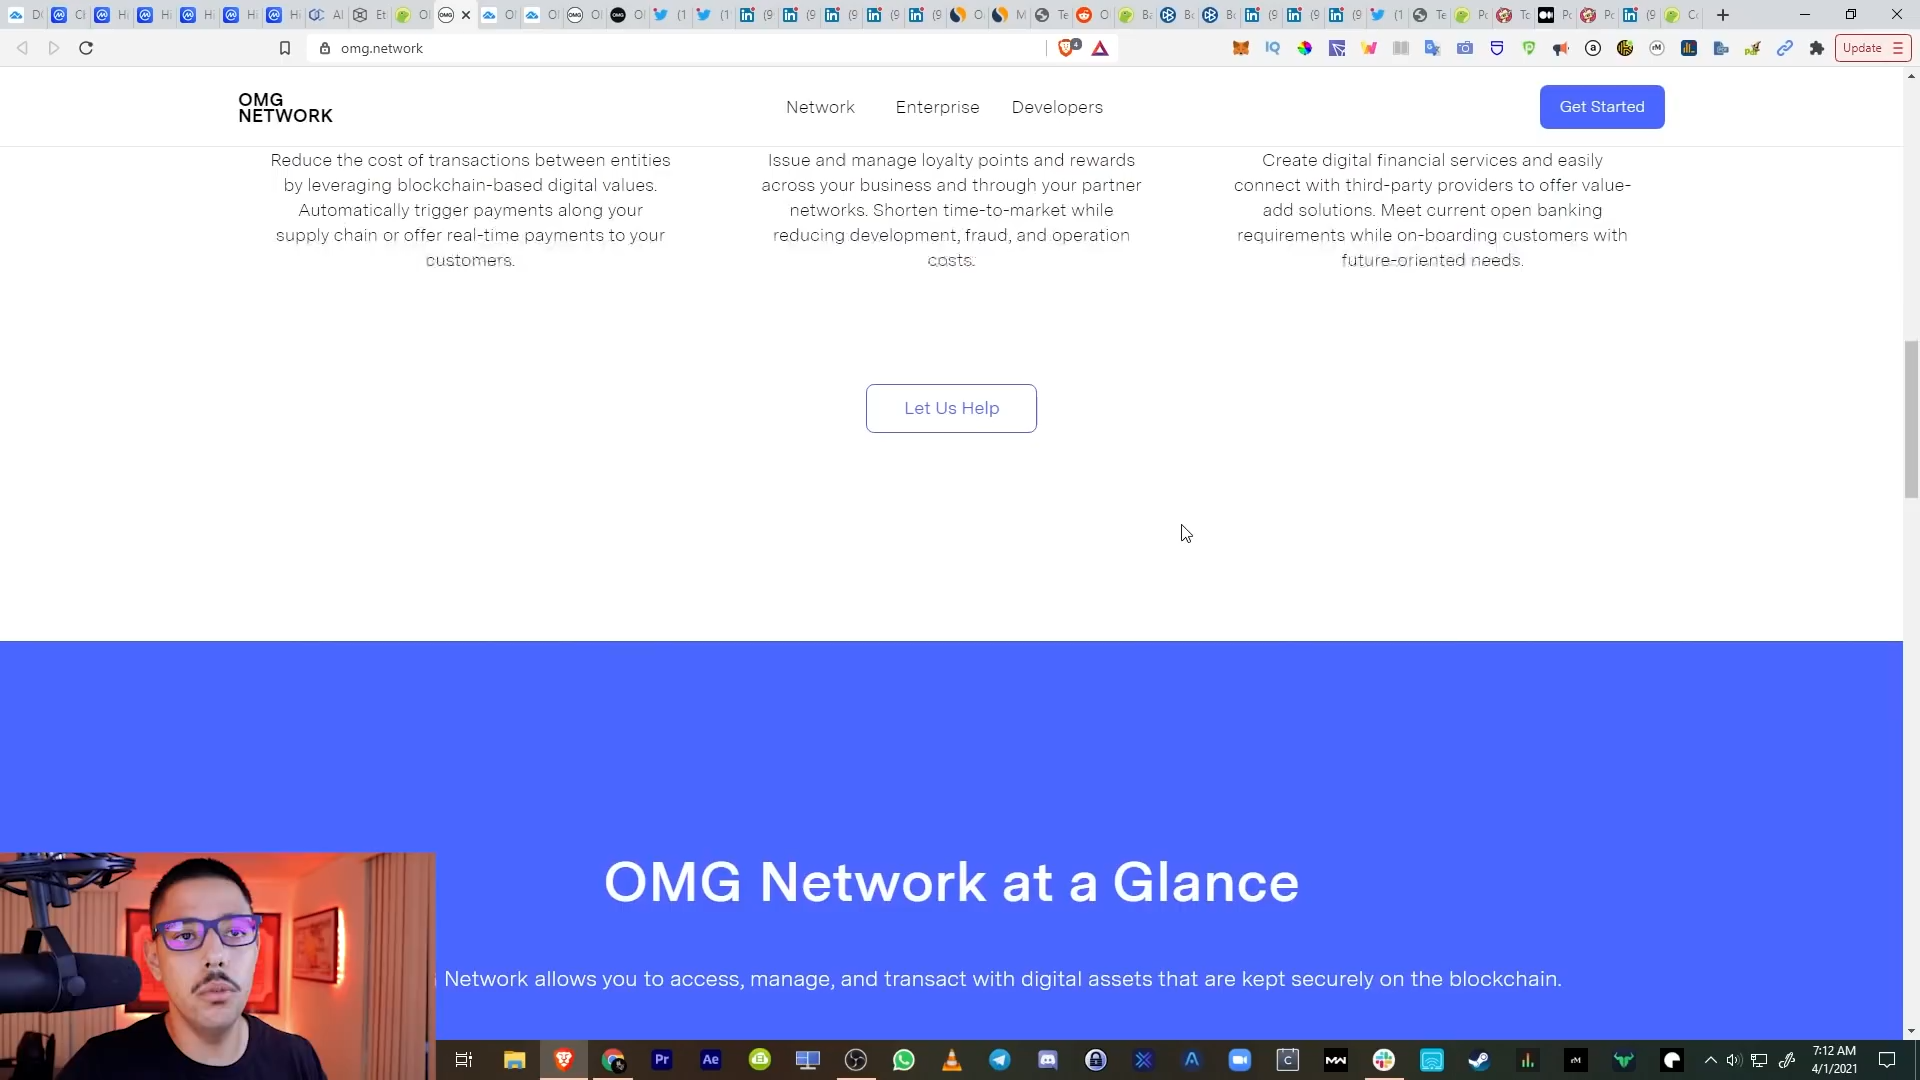 omg.network
Update
OMG
NETWORK
Network
Enterprise
Developers
Get Started
Reduce the cost of transactions between entities
by leveraging blockchain-based digital values.
Automatically trigger payments along your
supply chain or offer real-time payments to your
customers.
Issue and manage loyalty points and rewards
across your business and through your partner
networks. Shorten time-to-market while
reducing development, fraud, and operation
costs.
Create digital financial services and easily
connect with third-party providers to offer value-
add solutions. Meet current open banking
requirements while on-boarding customers with
future-oriented needs.
Let Us Help
OMG Network at a Glance
Network allows you to access, manage, and transact with digital assets that are kept securely on the blockchain.
7:12 AM
4/1/2021